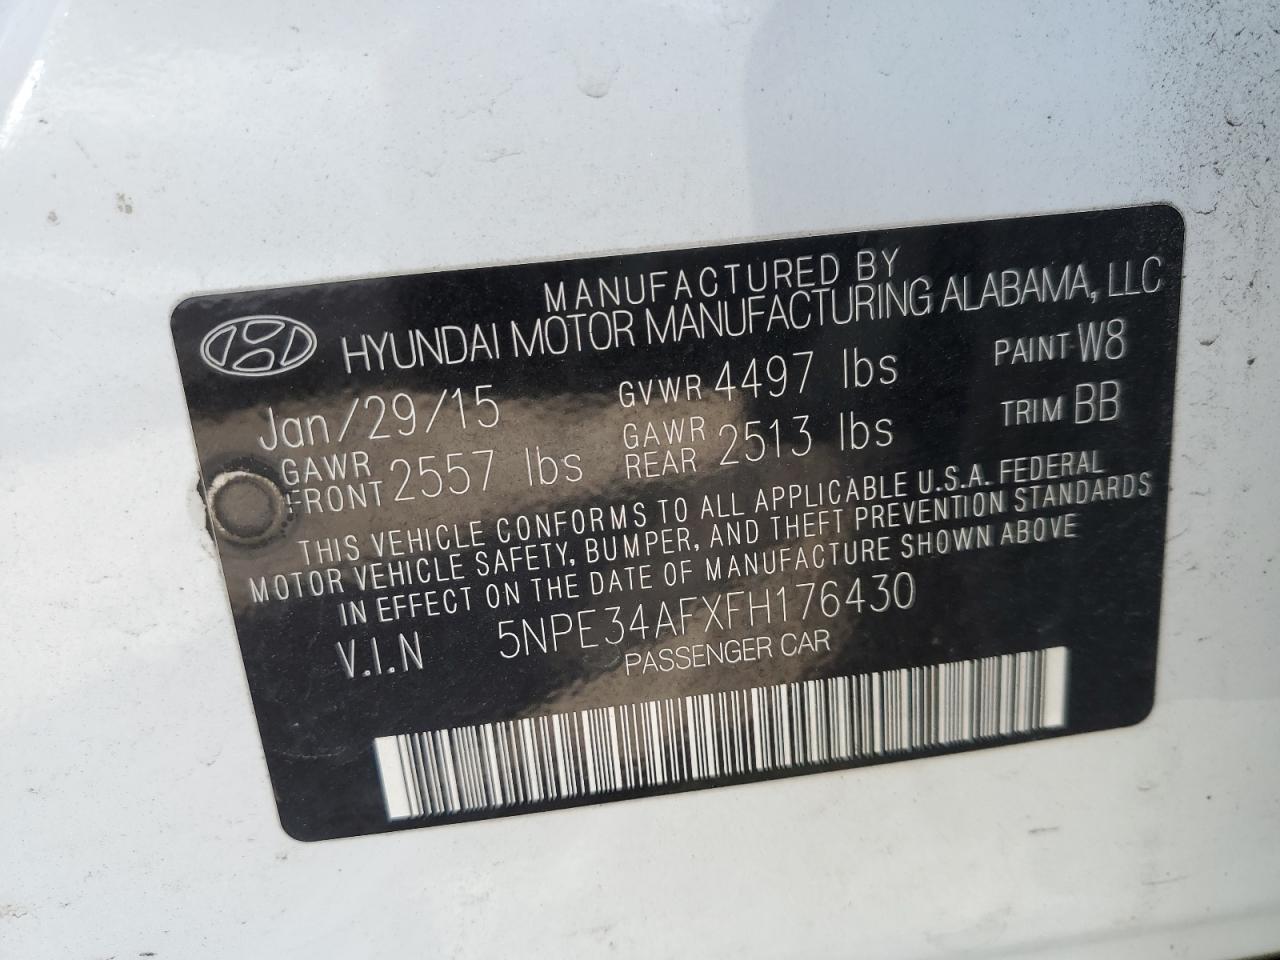 MANUFACTURED BY
HYUNDAI MOTOR MANUFACTURING ALABAMA, LLC
Jan/29/15 GVWR 4497 lbs PAINT W8
GAWR FRONT 2557 lbs GAWR REAR 2513 lbs TRIM BB
THIS VEHICLE CONFORMS TO ALL APPLICABLE U.S.A. FEDERAL
MOTOR VEHICLE SAFETY, BUMPER, AND THEFT PREVENTION STANDARDS
IN EFFECT ON THE DATE OF MANUFACTURE SHOWN ABOVE
V.I.N 5NPE34AFXFH176430
PASSENGER CAR